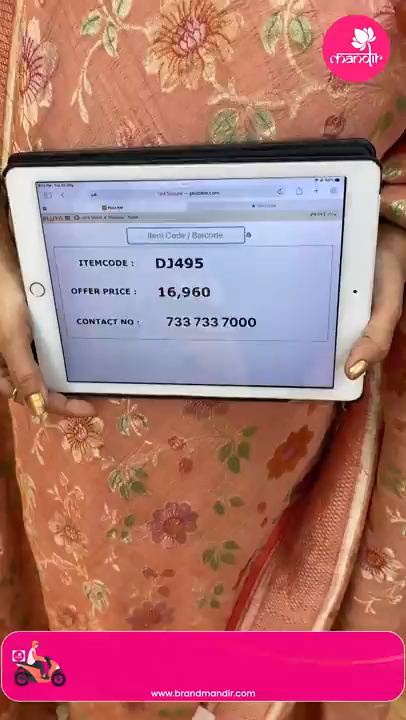 mandir
Item Code / Barcode
ITEMCODE : DJ495
OFFER PRICE : 16,960
CONTACT NO : 733 733 7000
www.brandmandir.com